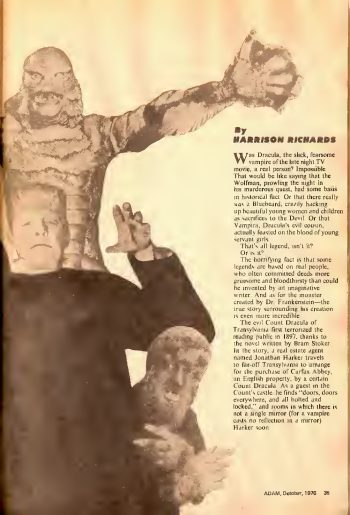 By
HARRISON RICHARDS
Was Dracula, the slick, fearsome
vampire of the late night TV
movie, a real person? Impossible
That would be like saying that the
Wolfman, prowling the night in
his murderous quest, had some basis
in historical fact. Or that there really
was a Bluebeard, crazily hacking
up beautiful young women and children
as sacrifices to the Devil. Or that
Vampira, Dracula's evil cousin,
actually feasted on the blood of young
servant girls.
That's all legend, isn't it?
Or is it?
The horrifying fact is that some
legends are based on real people,
who often committed deeds more
gruesome and bloodthirsty than could
be invented by an imaginative
writer. And as for the monster
created by Dr. Frankenstein—the
true story surrounding his creation
is even more incredible
The evil Count Dracula of
Transylvania first terrorized the
reading public in 1897, thanks to
the novel written by Bram Stoker
In the story, a real estate agent
named Jonathan Harker travels
to far-off Transylvania to arrange
for the purchase of Carfax Abbey,
an English property, by a certain
Count Dracula. As a guest in the
Count's castle, he finds "doors, doors
everywhere, and all bolted and
locked," and rooms in which there is
not a single mirror (for a vampire
casts no reflection in a mirror)
Harker soon
ADAM, October, 1976 35